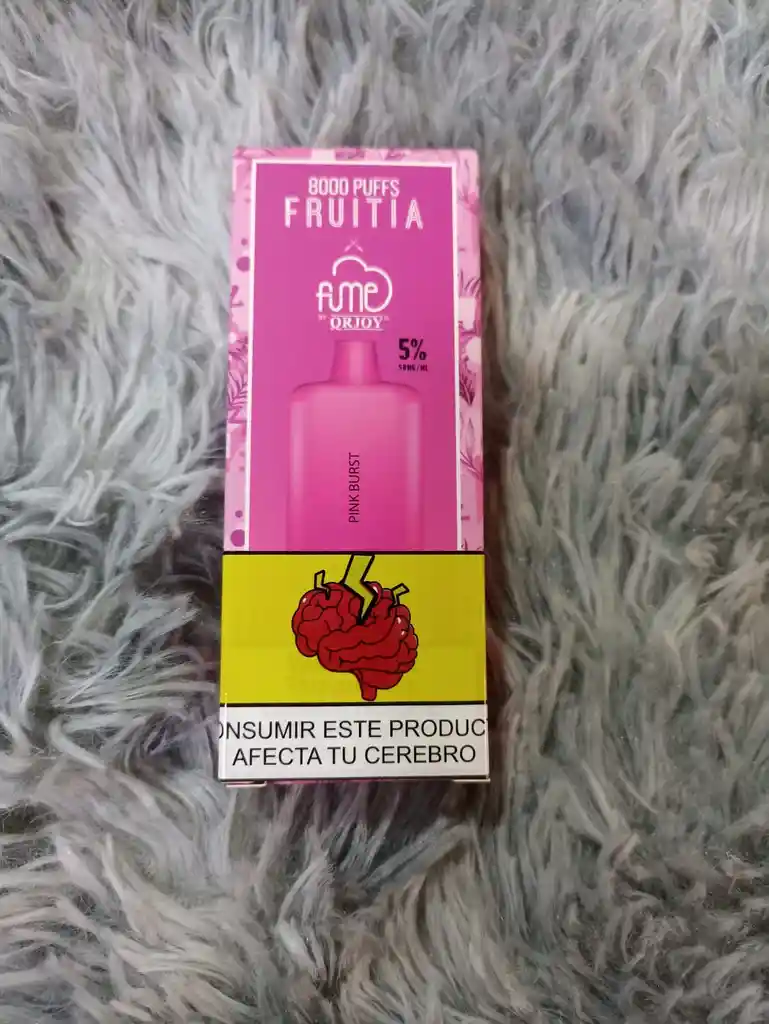 8000 PUFFS
FRUITIA
fume
BY QRJOY
5%
50MG/ML
PINK BURST
ONSUMIR ESTE PRODUC
AFECTA TU CEREBRO